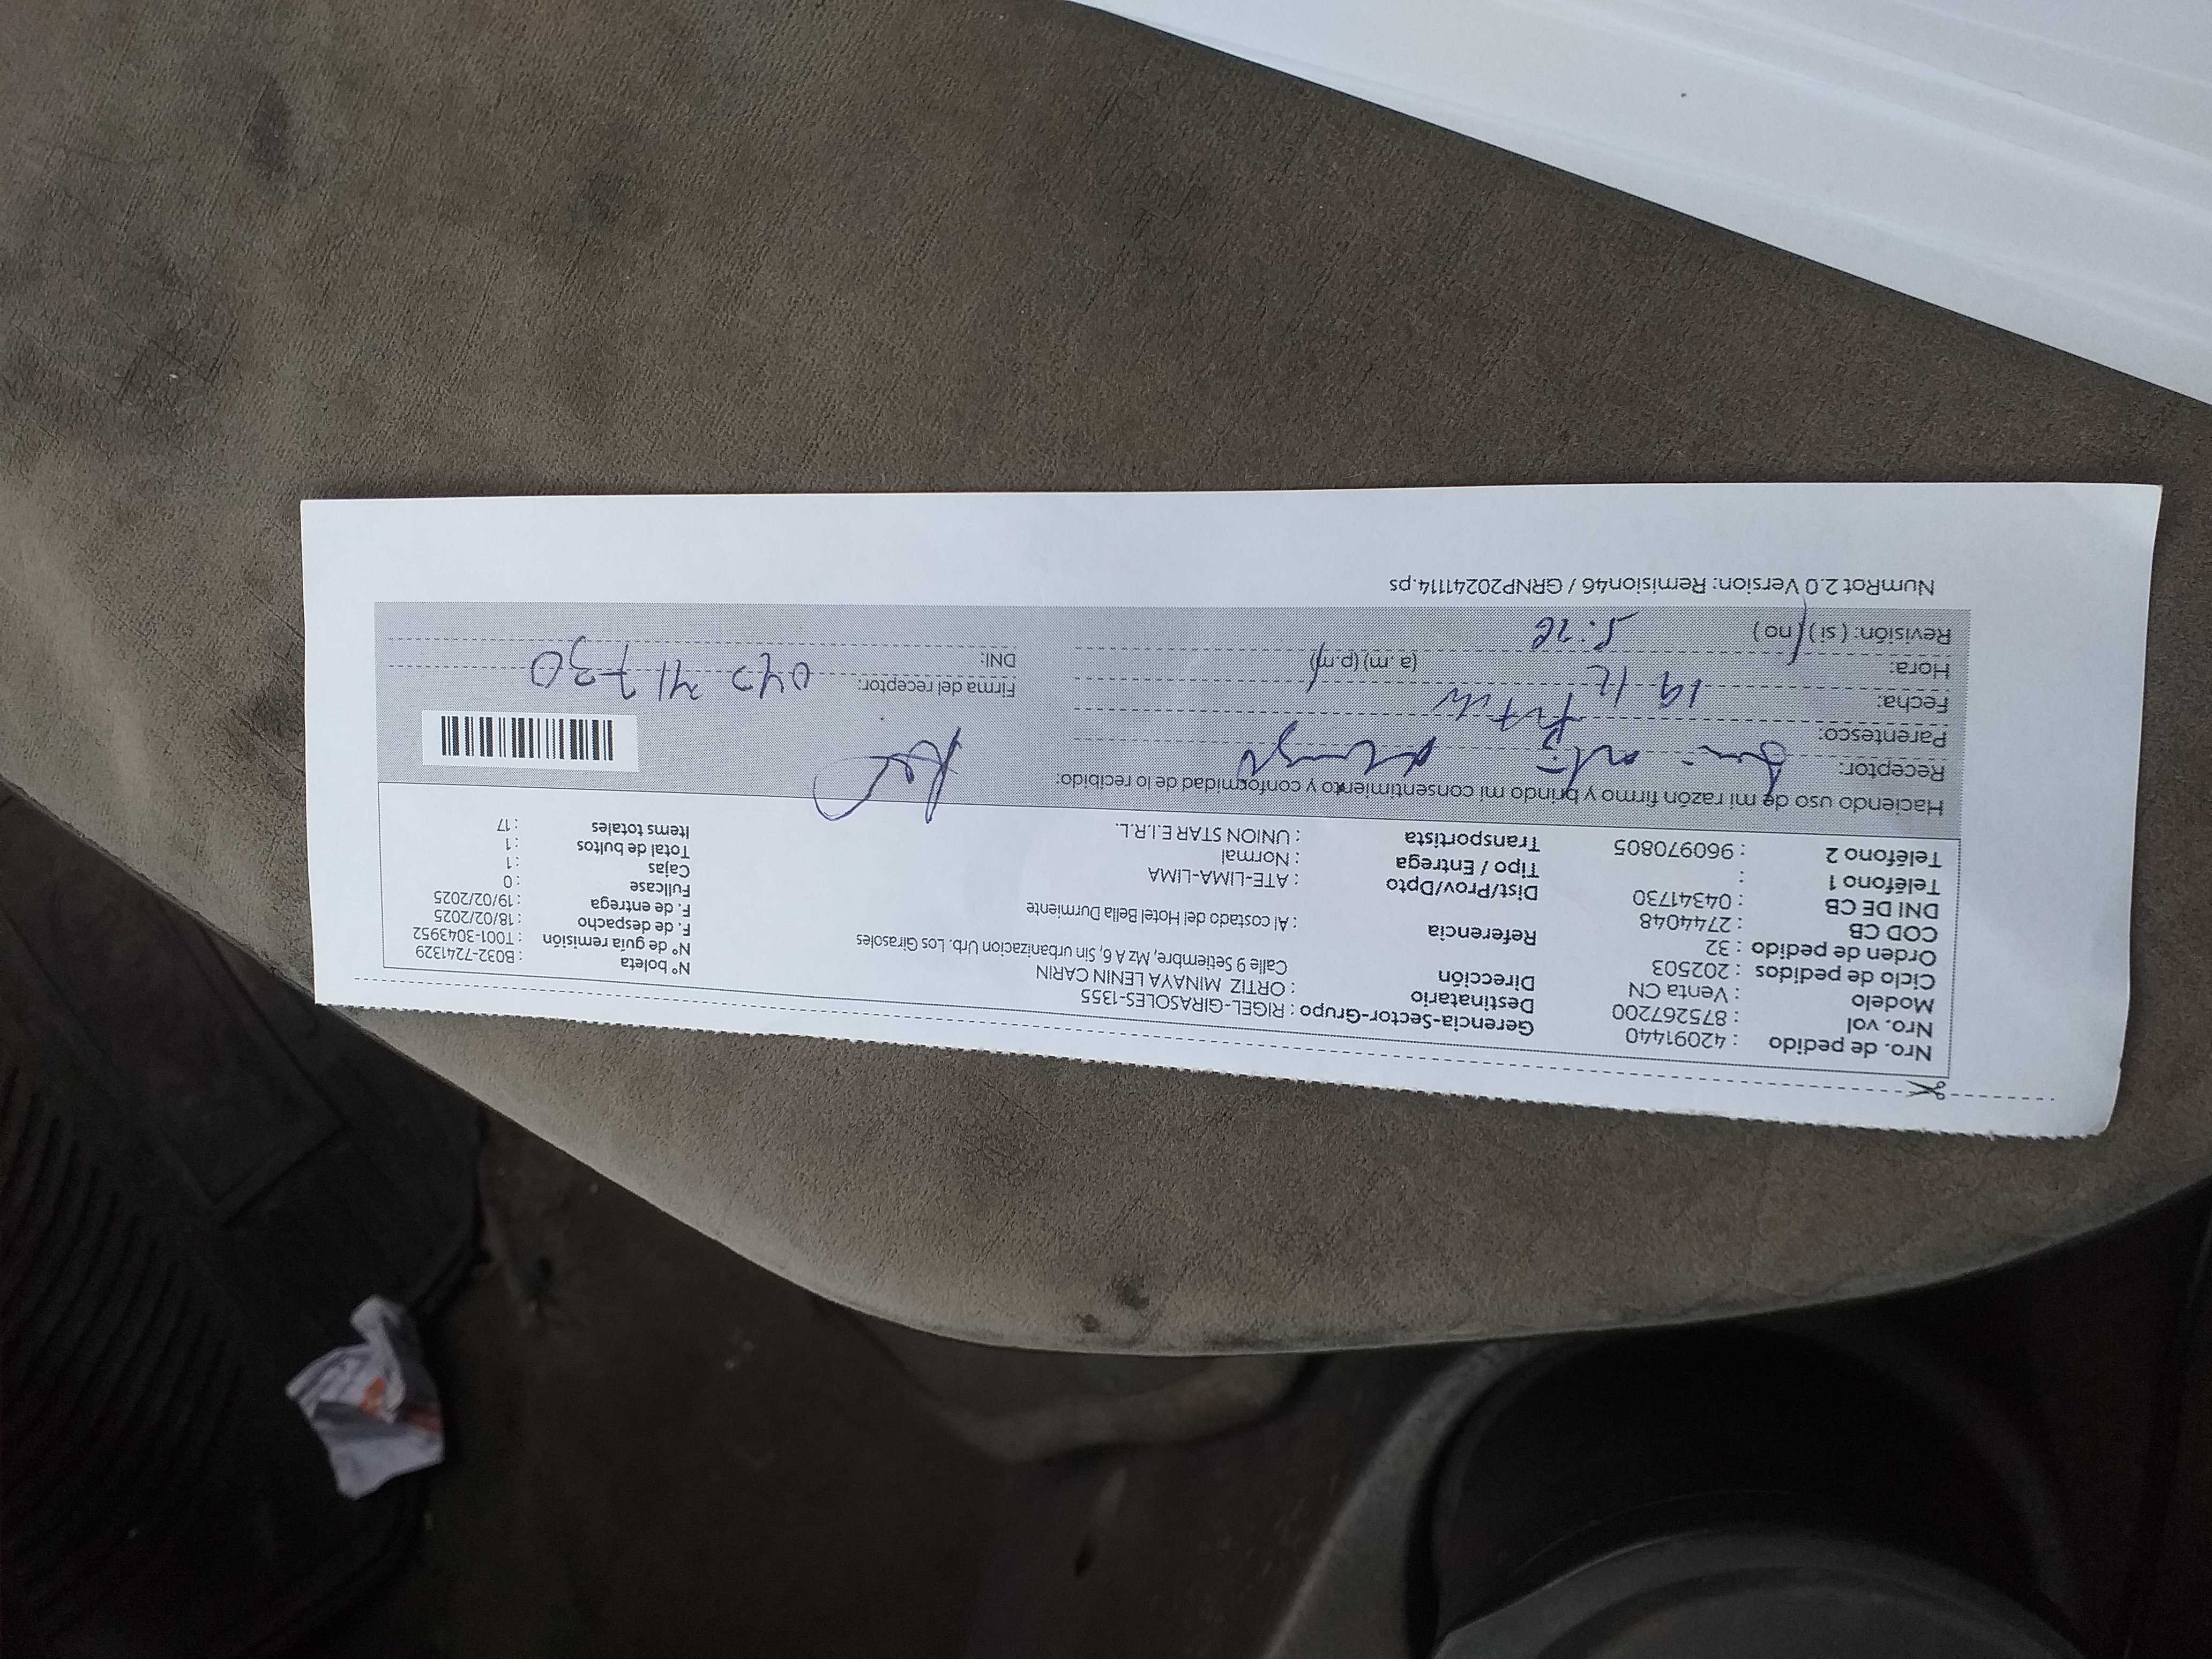 Nro. de pedido : 42091440
Nro. vol : 875267200
Modelo : Venta CN
Ciclo de pedidos : 202503
Orden de pedido : 32
COD CB : 2744048
DNI DE CB : 04341730
Teléfono 1 :
Teléfono 2 : 960970805
Gerencia-Sector-Grupo : RIGEL-GIRASOLES-1355
Destinatario : ORTIZ MINAYA LENIN CARIN
Dirección Calle 9 Setiembre, Mz A 6, Sin urbanizacion Urb. Los Girasoles
Referencia : Al costado del Hotel Bella Durmiente
Dist/Prov/Dpto : ATE-LIMA-LIMA
Tipo / Entrega : Normal
Transportista : UNION STAR E.I.R.L.
N° boleta : B032-7241329
N° de guía remisión : T001-3043952
F. de despacho : 18/02/2025
F. de entrega : 19/02/2025
Fullcase : 0
Cajas : 1
Total de bultos : 1
Items totales : 17
Haciendo uso de mi razón firmo y brindo mi consentimiento y conformidad de lo recibido:
Receptor:
Parentesco:
Fecha: 19
Hora: (a.m) (p.m)
Revisión: ( si ) ( no )
Firma del receptor:
DNI: 04341730
NumRot 2.0 Version: Remision46 / GRNP20241114.ps